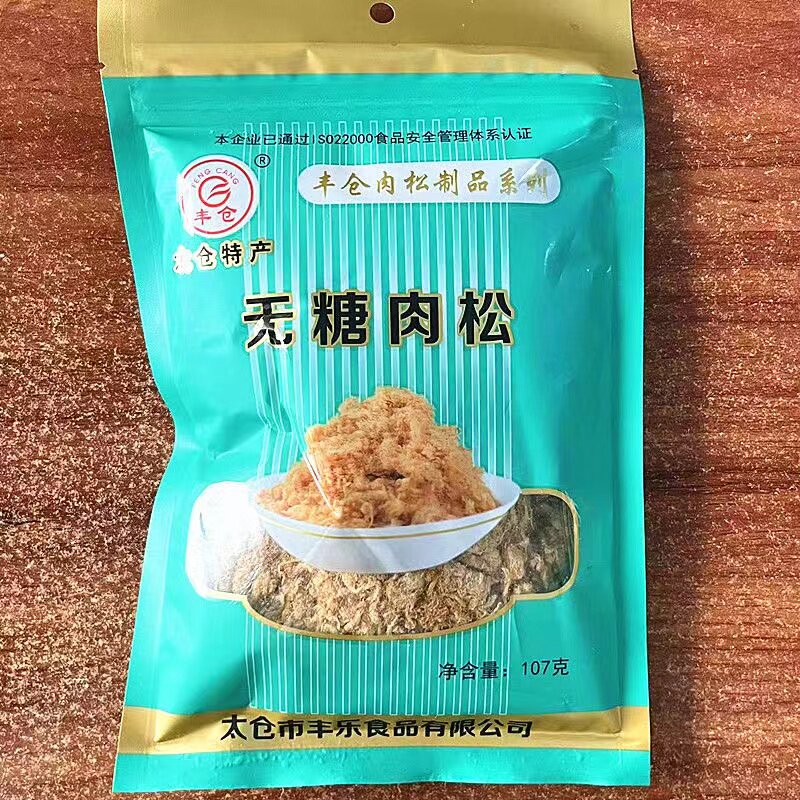 本企业已通过ISO22000食品安全管理体系认证
FENG CANG
丰仓
®
丰仓肉松制品系列
太仓特产
无糖肉松
净含量：107克
太仓市丰乐食品有限公司